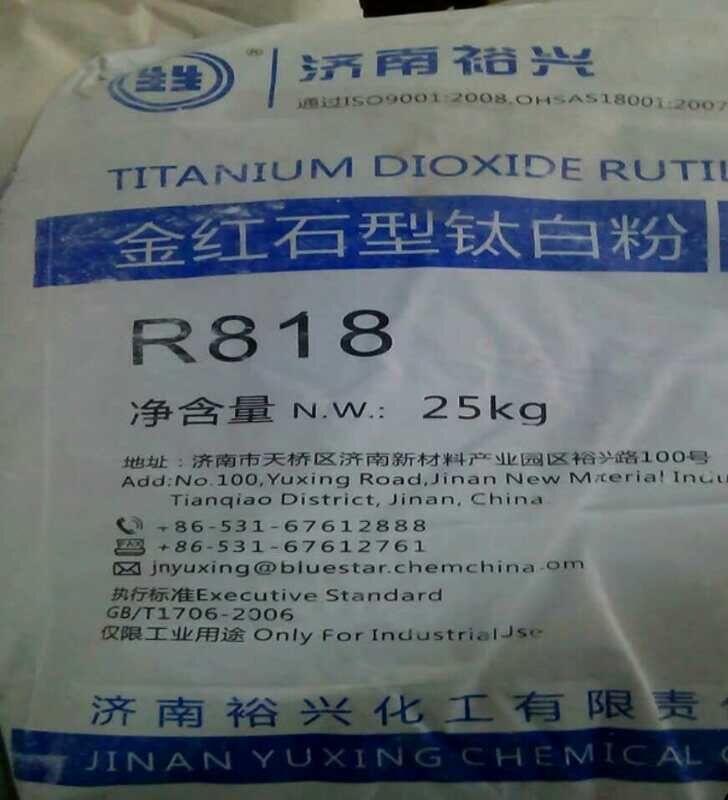 ® 济南裕兴
通过ISO9001:2008.OHSAS18001:2007
TITANIUM DIOXIDE RUTIL
金红石型钛白粉
R818
净含量 N.W.: 25kg
地址:济南市天桥区济南新材料产业园区裕兴路100号
Add:No.100,Yuxing Road,Jinan New Material Indu
Tianqiao District, Jinan, China
+86-531-67612888
FAX +86-531-67612761
jnyuxing@bluestar.chemchina.om
执行标准Executive Standard
GB/T1706-2006
仅限工业用途 Only For Industrial Use
济南裕兴化工有限责
JINAN YUXING CHEMICAL